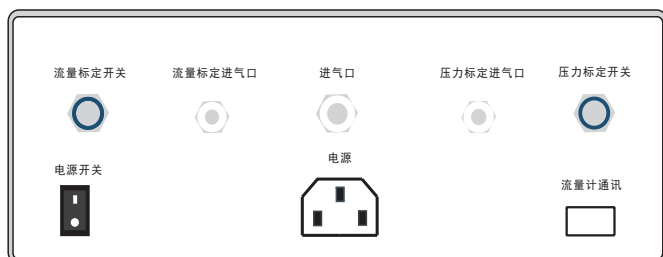 流量标定开关
流量标定进气口
进气口
压力标定进气口
压力标定开关
电源开关
电源
流量计通讯